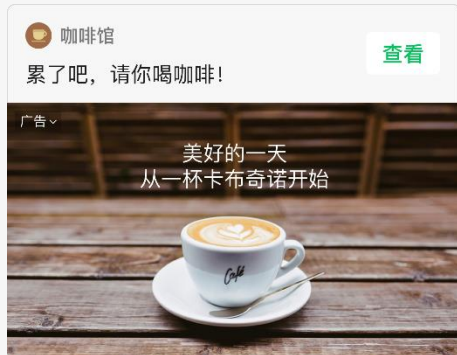 咖啡馆
查看
累了吧，请你喝咖啡！
广告
美好的一天
从一杯卡布奇诺开始
Café